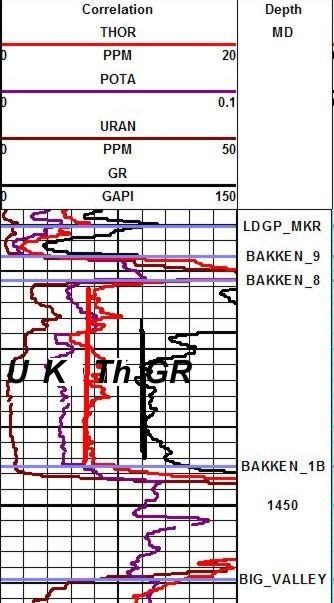 Correlation Depth
THOR MD
0 PPM 20
POTA
0 0.1
URAN
0 PPM 50
GR
0 GAPI 150
LDGP_MKR
BAKKEN_9
BAKKEN_8
U K Th GR
BAKKEN_1B
1450
BIG_VALLEY